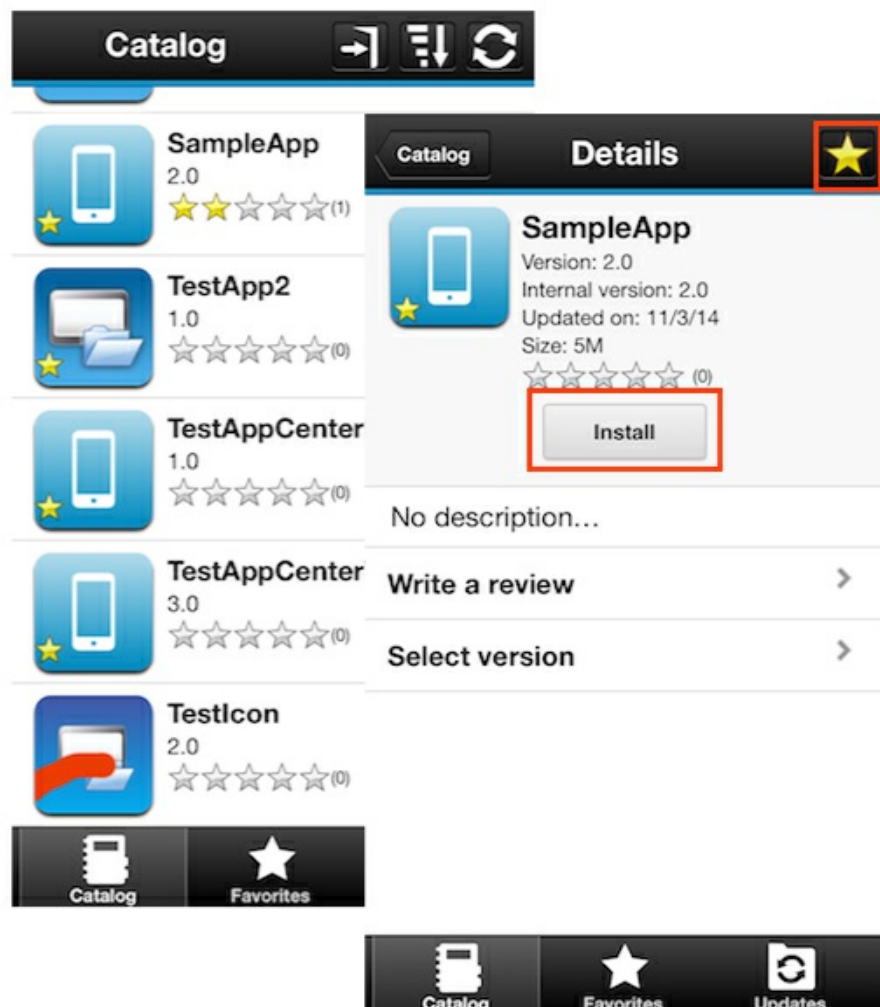 Catalog
SampleApp
2.0
(1)
TestApp2
1.0
(0)
TestAppCenter
1.0
(0)
TestAppCenter
3.0
(0)
TestIcon
2.0
(0)
Catalog
Favorites
Catalog
Details
SampleApp
Version: 2.0
Internal version: 2.0
Updated on: 11/3/14
Size: 5M
(0)
Install
No description...
Write a review
Select version
Catalog
Favorites
Updates